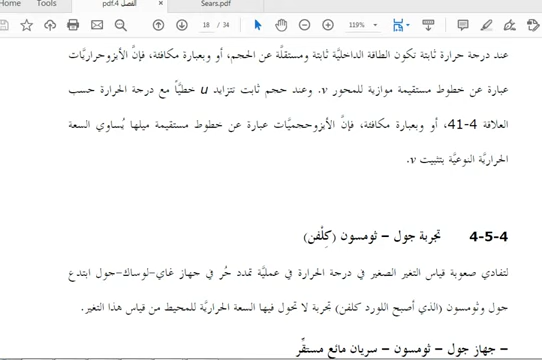 Home Tools الفصل 4.pdf × Sears.pdf
18 / 34 119%
عند درجة حرارة ثابتة تكون الطاقة الداخليَّة ثابتة ومستقلَّة عن الحجم، أو وبعبارة مكافئة، فإنَّ الأيزوحراريَّات
عبارة عن خطوط مستقيمة موازية للمحور v. وعند حجم ثابت تتزايد u خطيَّاً مع درجة الحرارة حسب
العلاقة 4-41، أو وبعبارة مكافئة، فإنَّ الأيزوحجميَّات عبارة عن خطوط مستقيمة ميلها يُساوي السعة
الحراريَّة النوعيَّة بتثبيت v.
4-5-4 تجربة جول – ثومسون (كِلْفن)
لتفادي صعوبة قياس التغير الصغير في درجة الحرارة في عمليَّة تمدد حُر في جهاز غاي-لوساك-جول ابتدع
جول وثومسون (الذي أصبح اللورد كلفن) تجربة لا تحول فيها السعة الحراريَّة للمحيط من قياس هذا التغير.
– جهاز جول – ثومسون – سريان مائع مستقِّر